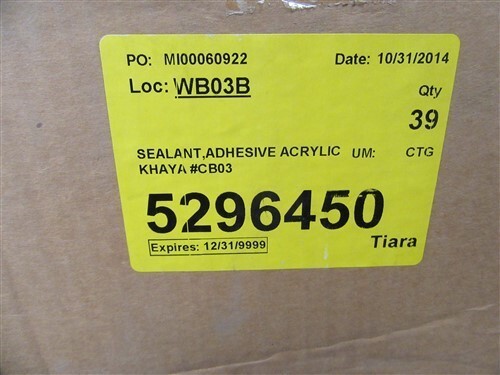 PO: MI00060922 Date: 10/31/2014
Loc: WB03B Qty
39
SEALANT,ADHESIVE ACRYLIC UM: CTG
KHAYA #CB03
5296450
Expires: 12/31/9999 Tiara